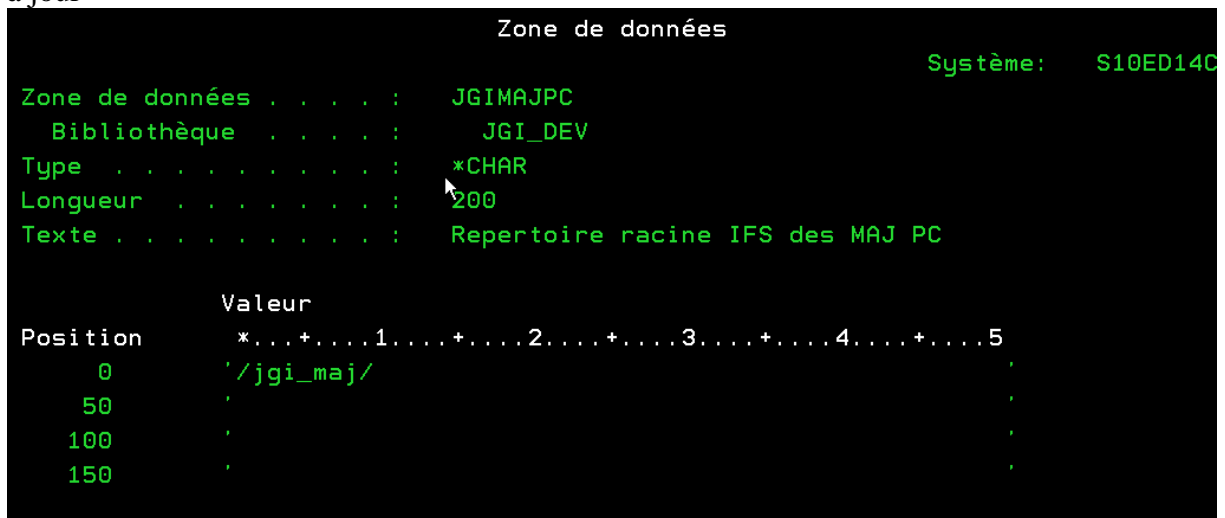 à jour
Zone de données
Système: S10ED14C
Zone de données . . . . : JGIMAJPC
Bibliothèque . . . . : JGI_DEV
Type . . . . . . . . . : *CHAR
Longueur . . . . . . . : 200
Texte . . . . . . . . . : Repertoire racine IFS des MAJ PC
Valeur
Position *...+....1....+....2....+....3....+....4....+....5
0 '/jgi_maj/ '
50 ' '
100 ' '
150 ' '